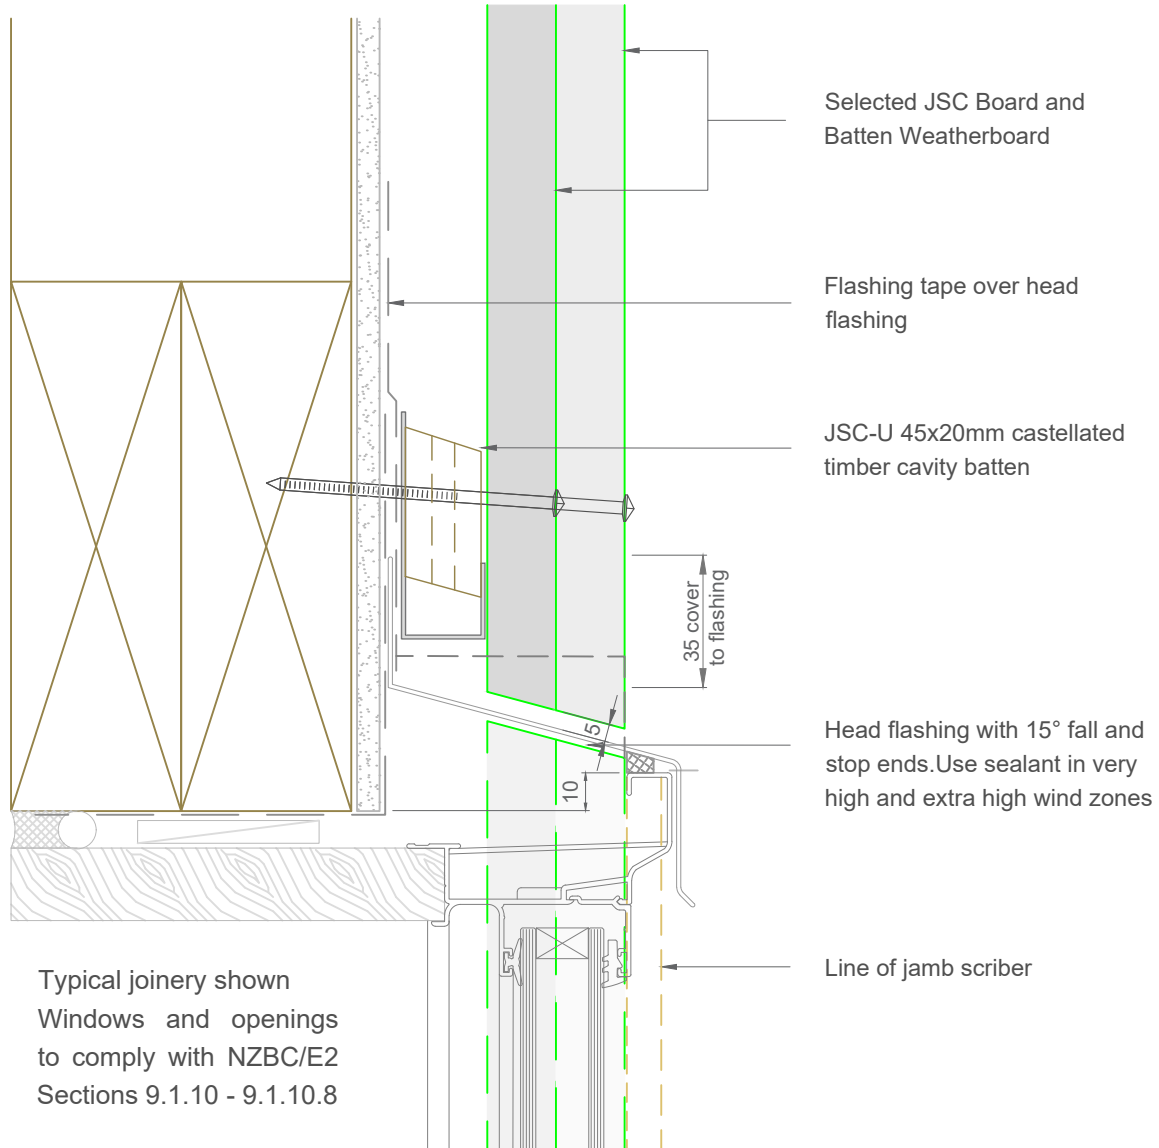 Selected JSC Board and
Batten Weatherboard
Flashing tape over head
flashing
JSC-U 45x20mm castellated
timber cavity batten
35 cover
to flashing
5
10
Head flashing with 15° fall and
stop ends.Use sealant in very
high and extra high wind zones
Line of jamb scriber
Typical joinery shown
Windows and openings
to comply with NZBC/E2
Sections 9.1.10 - 9.1.10.8